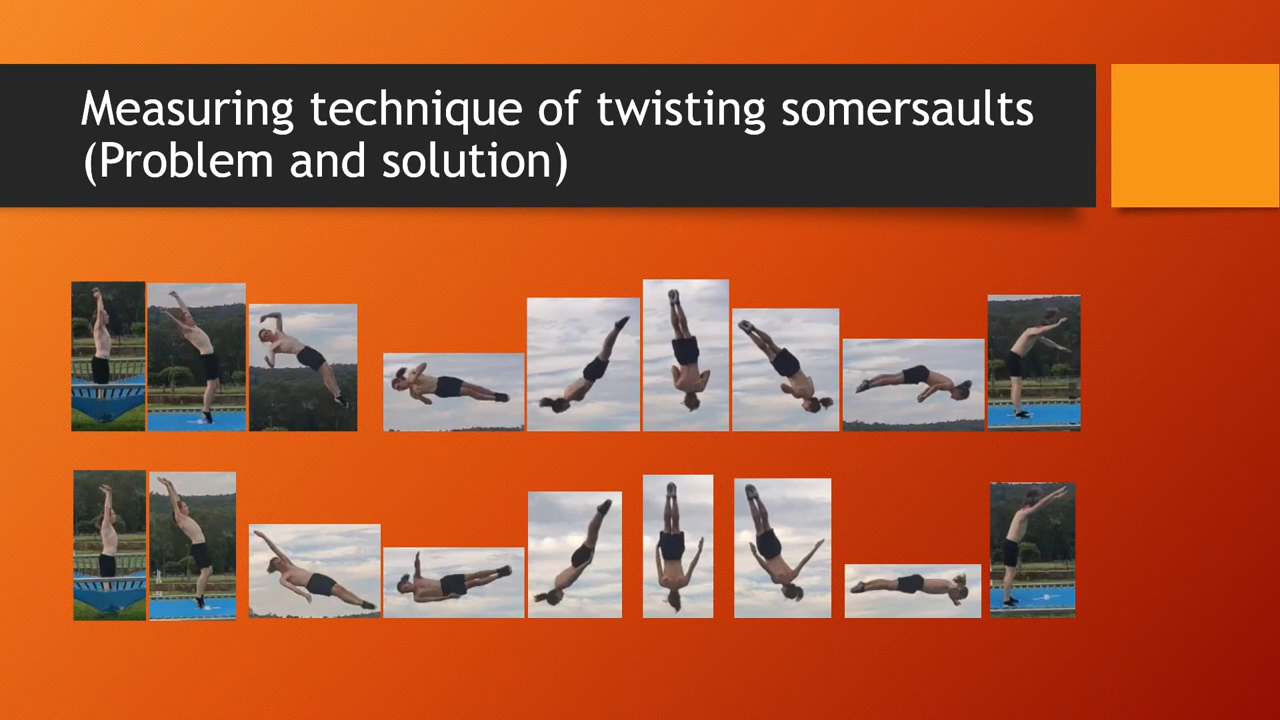 Measuring technique of twisting somersaults
(Problem and solution)